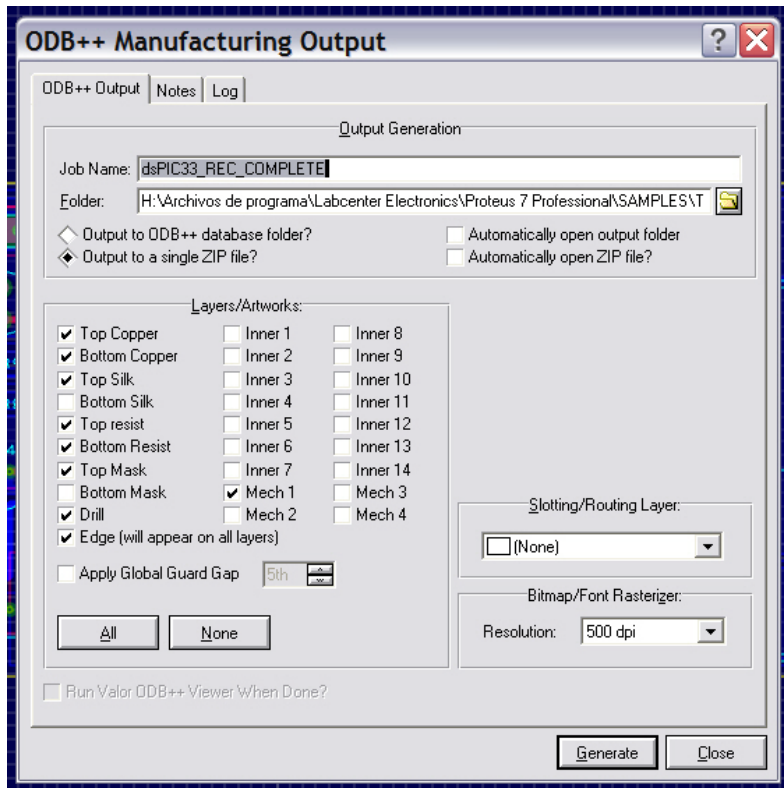 ODB++ Manufacturing Output
ODB++ Output Notes Log
Output Generation
Job Name: dsPIC33_REC_COMPLETE
Folder: H:\Archivos de programa\Labcenter Electronics\Proteus 7 Professional\SAMPLES\T
Output to ODB++ database folder? Automatically open output folder
Output to a single ZIP file? Automatically open ZIP file?
Layers/Artworks:
Top Copper Inner 1 Inner 8
Bottom Copper Inner 2 Inner 9
Top Silk Inner 3 Inner 10
Bottom Silk Inner 4 Inner 11
Top resist Inner 5 Inner 12
Bottom Resist Inner 6 Inner 13
Top Mask Inner 7 Inner 14
Bottom Mask Mech 1 Mech 3
Drill Mech 2 Mech 4
Edge (will appear on all layers)
Apply Global Guard Gap 5th
All None
Slotting/Routing Layer:
(None)
Bitmap/Font Rasterizer:
Resolution: 500 dpi
Run Valor ODB++ Viewer When Done?
Generate Close